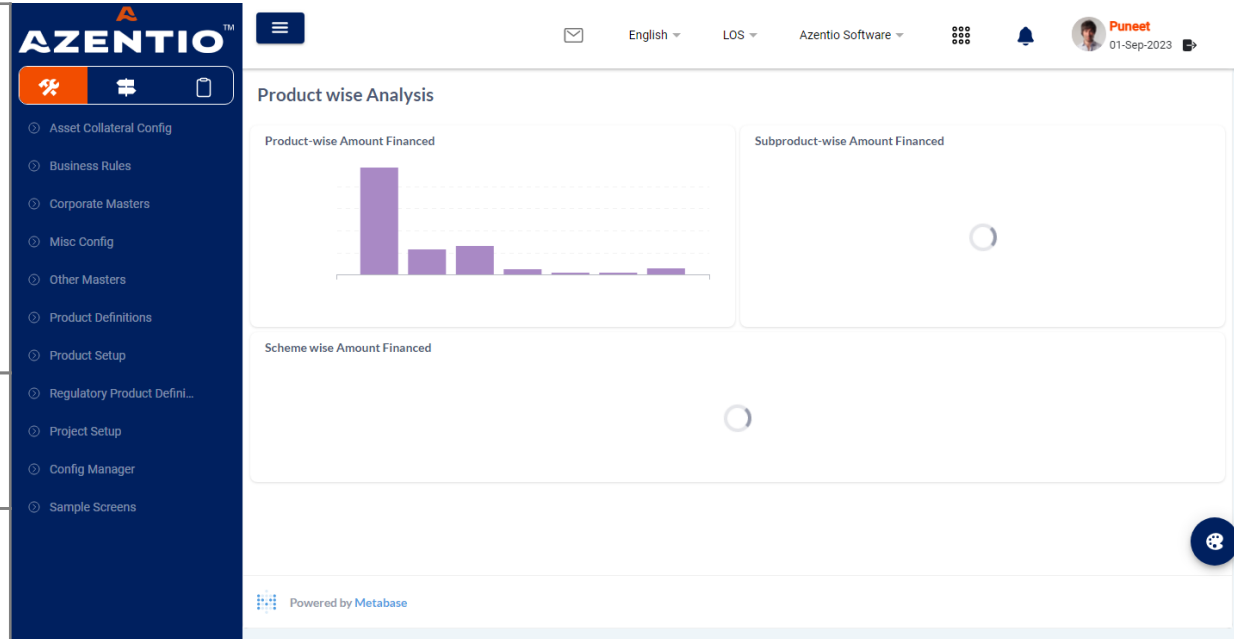 AZENTIO™
English
LOS
Azentio Software
Puneet
01-Sep-2023
Asset Collateral Config
Business Rules
Corporate Masters
Misc Config
Other Masters
Product Definitions
Product Setup
Regulatory Product Defini...
Project Setup
Config Manager
Sample Screens
Product wise Analysis
Product-wise Amount Financed
Subproduct-wise Amount Financed
Scheme wise Amount Financed
Powered by Metabase